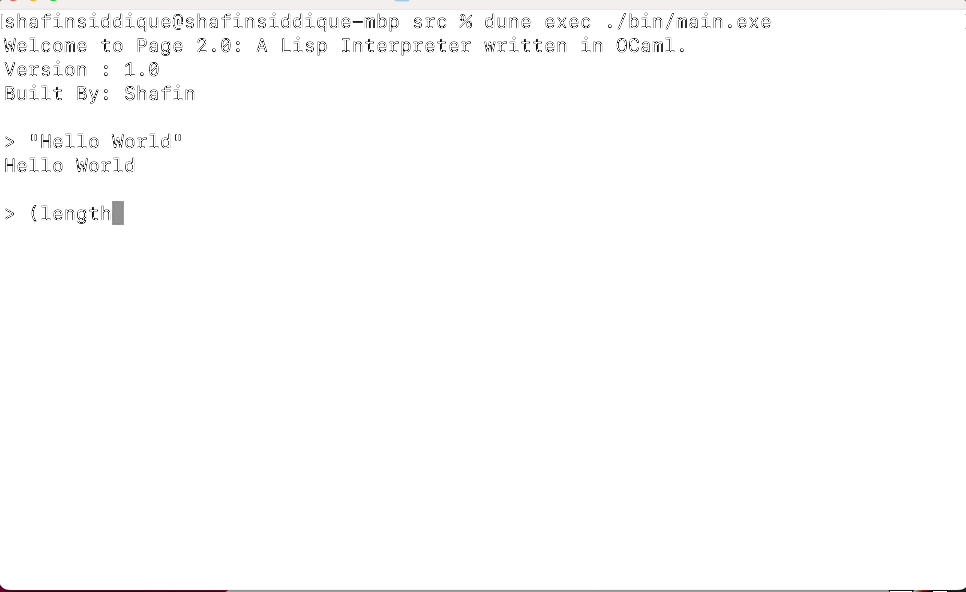 shafinsiddique@shafinsiddique-mbp src % dune exec ./bin/main.exe
Welcome to Page 2.0: A Lisp Interpreter written in OCaml.
Version : 1.0
Built By: Shafin
> "Hello World"
Hello World
> (length